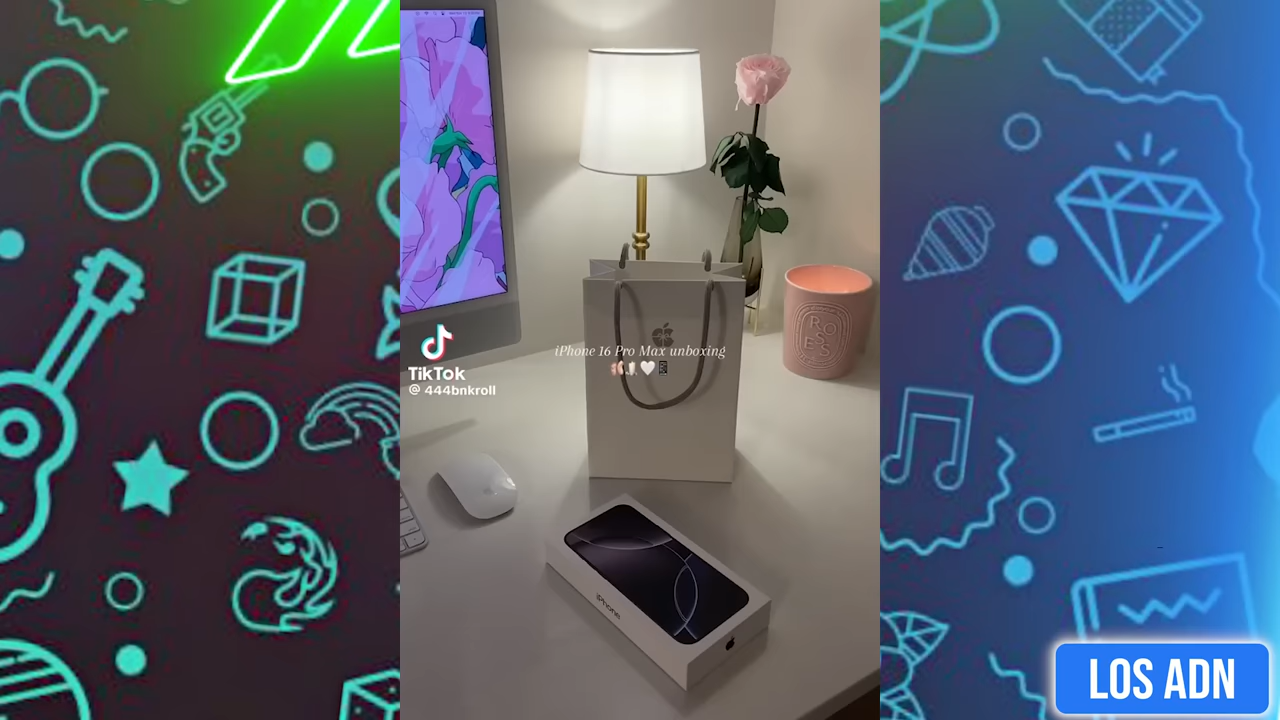 iPhone 16 Pro Max unboxing
TikTok
@ 444bnkroll
ROSES
iPhone
LOS ADN